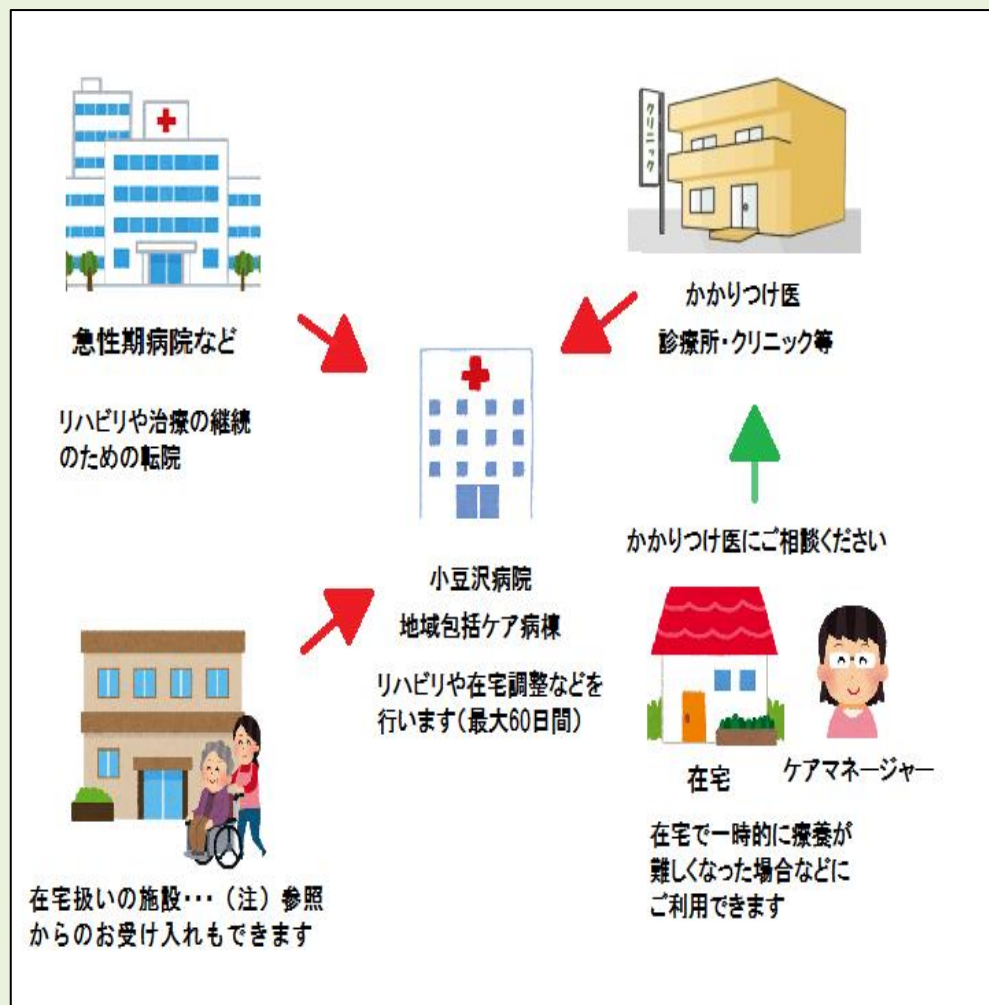 急性期病院など
リハビリや治療の継続
のための転院
クリニック
かかりつけ医
診療所・クリニック等
かかりつけ医にご相談ください
小豆沢病院
地域包括ケア病棟
リハビリや在宅調整などを
行います(最大60日間)
在宅
ケアマネージャー
在宅で一時的に療養が
難しくなった場合などに
ご利用できます
在宅扱いの施設・・・(注)参照
からのお受け入れもできます